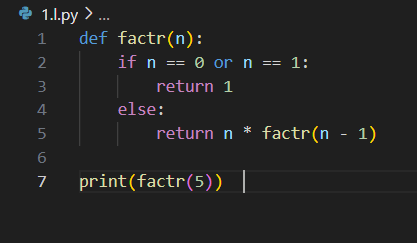 1.l.py > ...
1 def factr(n):
2     if n == 0 or n == 1:
3         return 1
4     else:
5         return n * factr(n - 1)
6
7 print(factr(5))